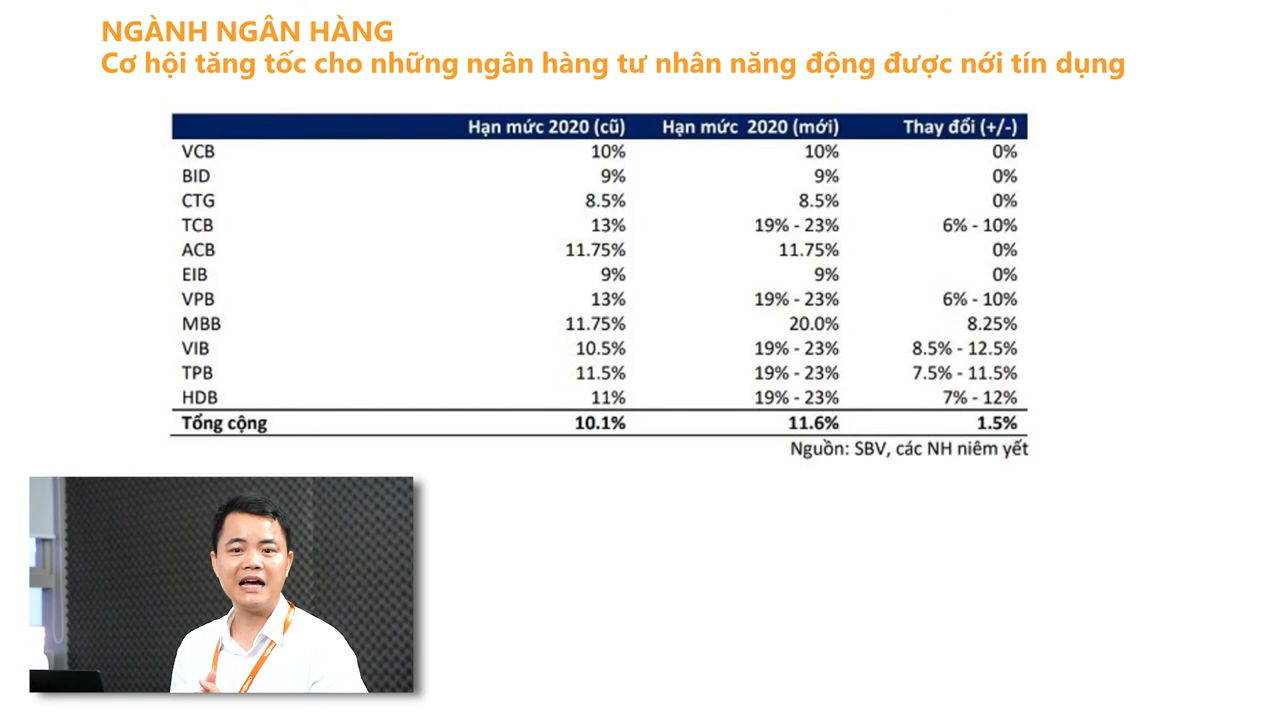 NGÀNH NGÂN HÀNG
Cơ hội tăng tốc cho những ngân hàng tư nhân năng động được nới tín dụng
Hạn mức 2020 (cũ) Hạn mức 2020 (mới) Thay đổi (+/-)
VCB 10% 10% 0%
BID 9% 9% 0%
CTG 8.5% 8.5% 0%
TCB 13% 19% - 23% 6% - 10%
ACB 11.75% 11.75% 0%
EIB 9% 9% 0%
VPB 13% 19% - 23% 6% - 10%
MBB 11.75% 20.0% 8.25%
VIB 10.5% 19% - 23% 8.5% - 12.5%
TPB 11.5% 19% - 23% 7.5% - 11.5%
HDB 11% 19% - 23% 7% - 12%
Tổng cộng 10.1% 11.6% 1.5%
Nguồn: SBV, các NH niêm yết